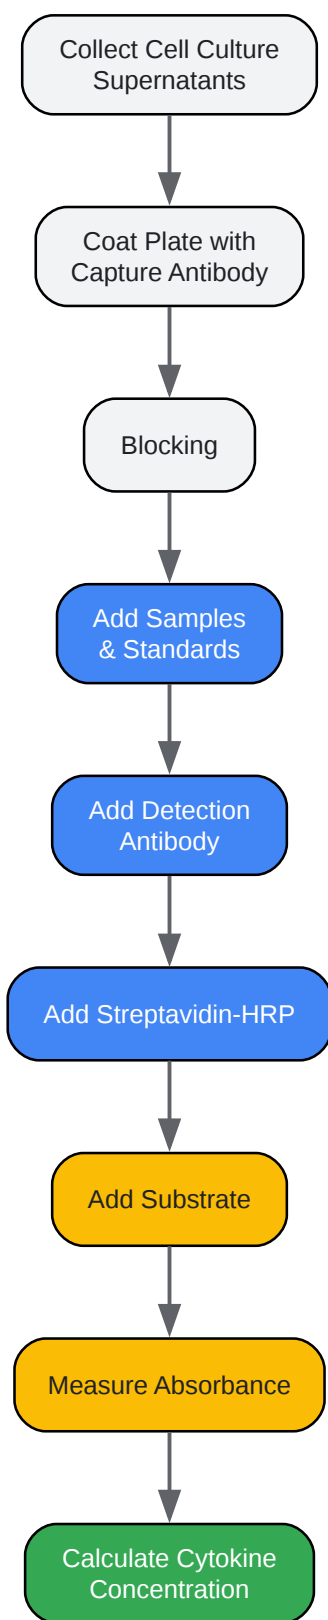 Collect Cell Culture
Supernatants
Coat Plate with
Capture Antibody
Blocking
Add Samples
& Standards
Add Detection
Antibody
Add Streptavidin-HRP
Add Substrate
Measure Absorbance
Calculate Cytokine
Concentration